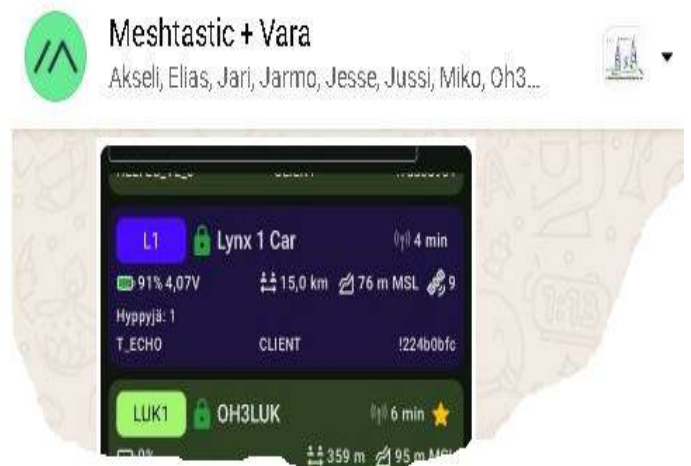 Meshtastic + Vara
Akseli, Elias, Jari, Jarmo, Jesse, Jussi, Miko, Oh3...
L1 Lynx 1 Car 4 min
91% 4,07V 15,0 km 76 m MSL 9
Hyppyjä: 1
T_ECHO CLIENT !224b0bfc
LUK1 OH3LUK 6 min
359 m 95 m MSL